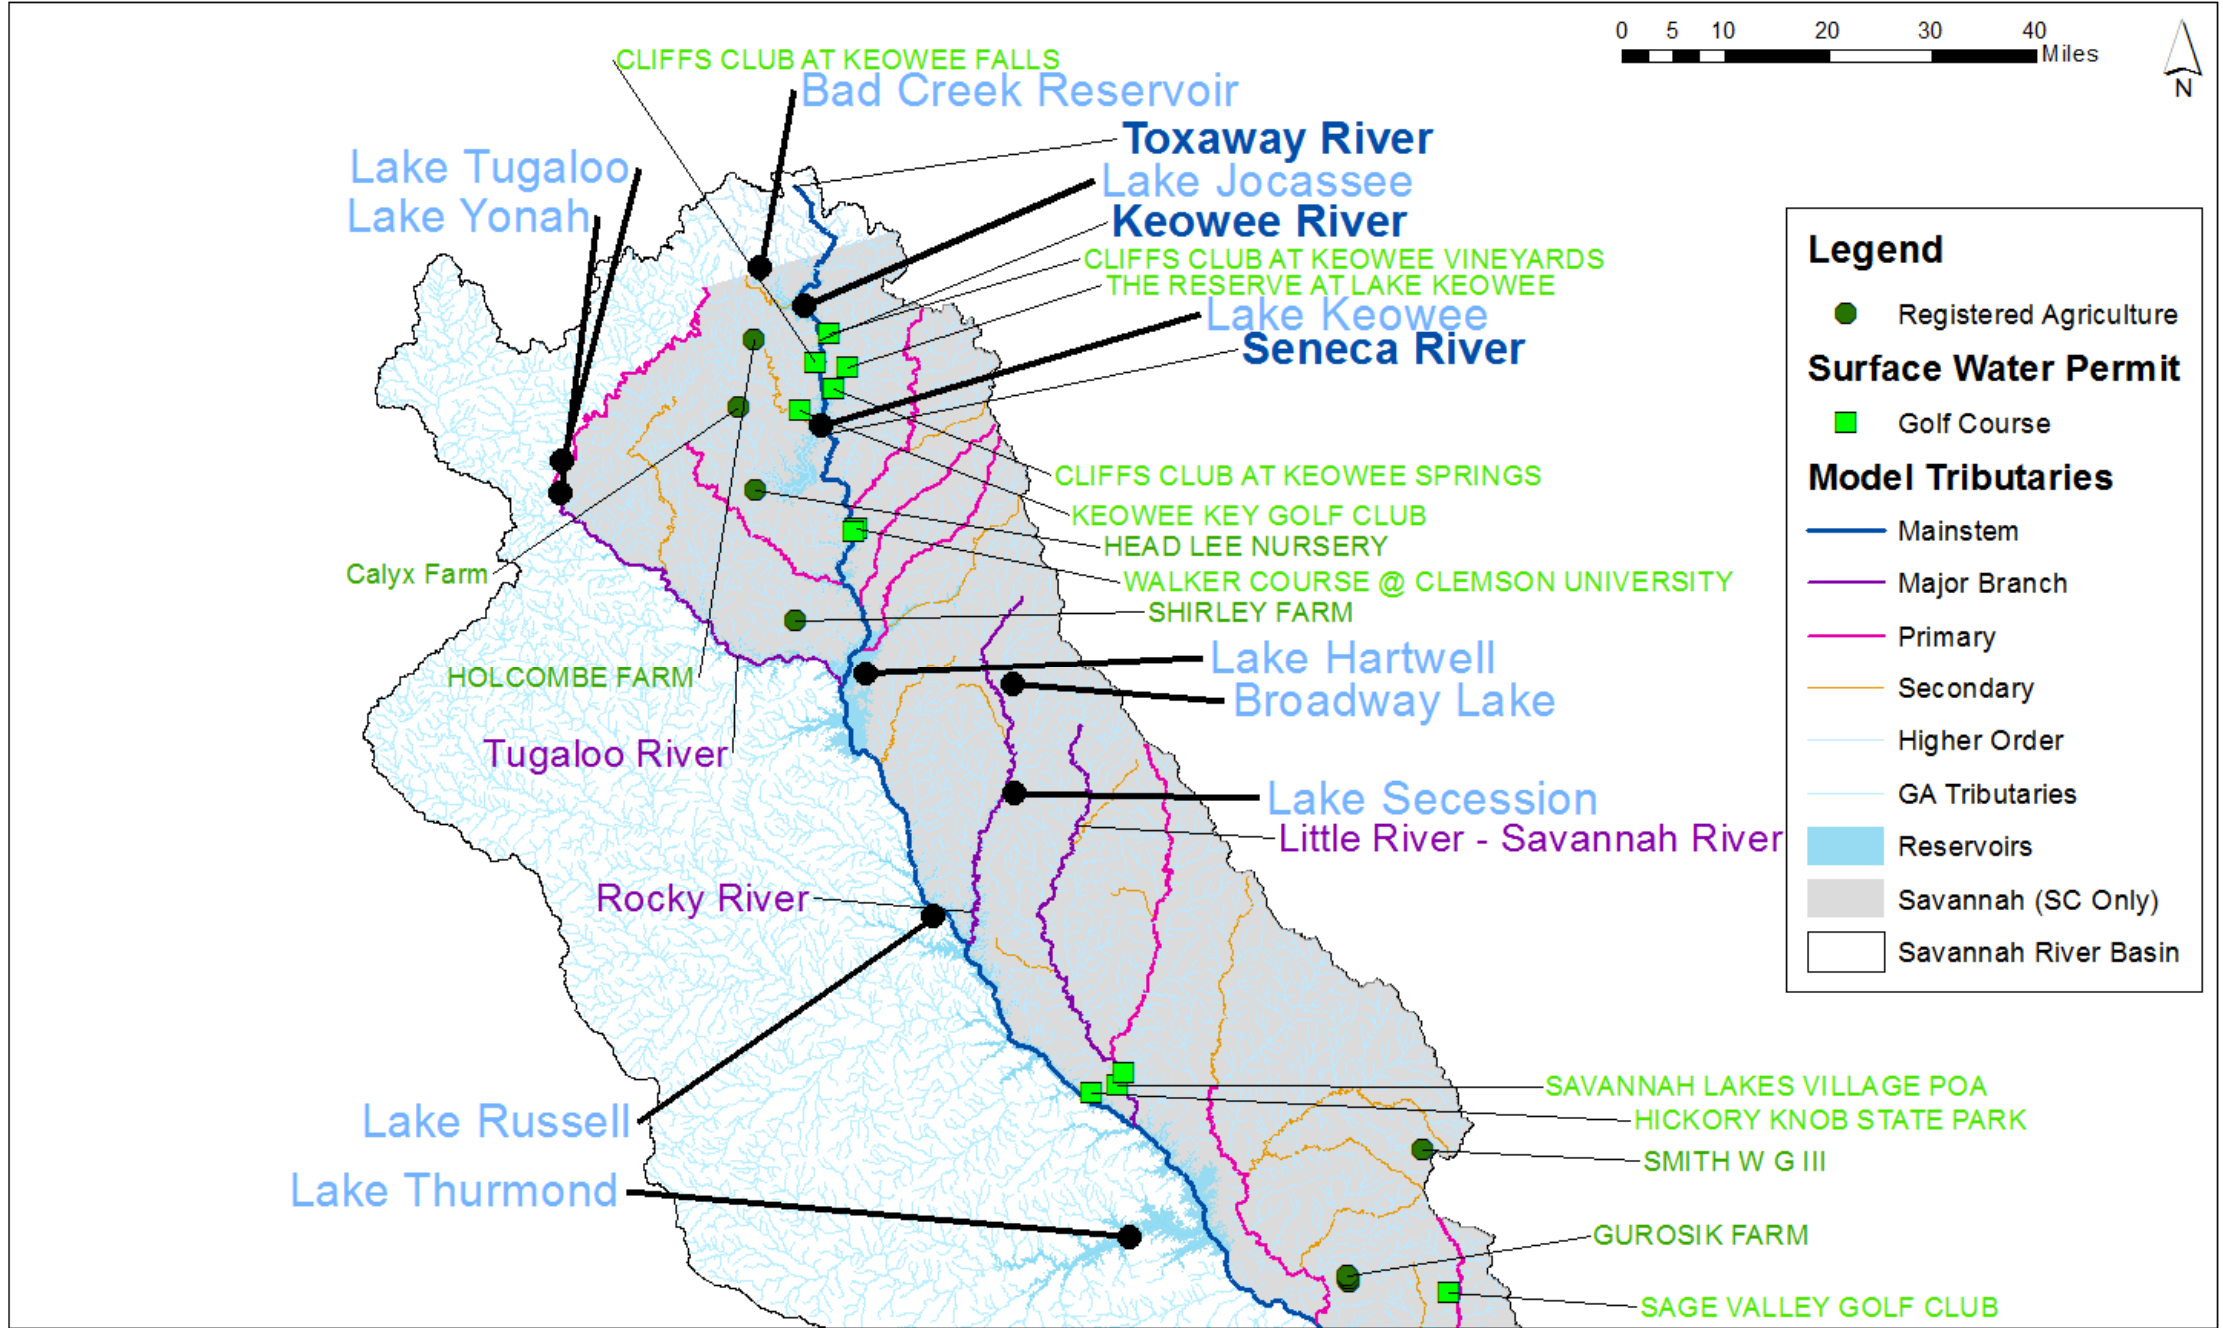 0 5 10 20 30 40
Miles
N
CLIFFS CLUB AT KEOWEE FALLS
Bad Creek Reservoir
Toxaway River
Lake Tugaloo
Lake Jocassee
Lake Yonah
Keowee River
CLIFFS CLUB AT KEOWEE VINEYARDS
THE RESERVE AT LAKE KEOWEE
Lake Keowee
Seneca River
CLIFFS CLUB AT KEOWEE SPRINGS
KEOWEE KEY GOLF CLUB
HEAD LEE NURSERY
Calyx Farm
WALKER COURSE @ CLEMSON UNIVERSITY
SHIRLEY FARM
Lake Hartwell
HOLCOMBE FARM
Broadway Lake
Tugaloo River
Lake Secession
Little River - Savannah River
Rocky River
Lake Russell
SAVANNAH LAKES VILLAGE POA
HICKORY KNOB STATE PARK
SMITH W G III
Lake Thurmond
GUROSIK FARM
SAGE VALLEY GOLF CLUB
Legend
Registered Agriculture
Surface Water Permit
Golf Course
Model Tributaries
Mainstem
Major Branch
Primary
Secondary
Higher Order
GA Tributaries
Reservoirs
Savannah (SC Only)
Savannah River Basin